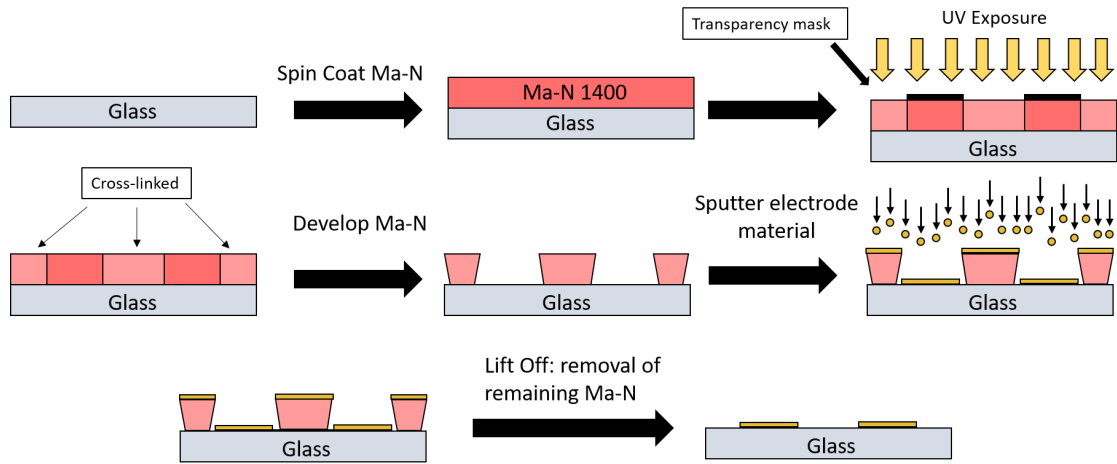 Transparency mask
UV Exposure
Spin Coat Ma-N
Glass
Ma-N 1400
Glass
Glass
Cross-linked
Develop Ma-N
Sputter electrode
material
Glass
Glass
Glass
Lift Off: removal of
remaining Ma-N
Glass
Glass